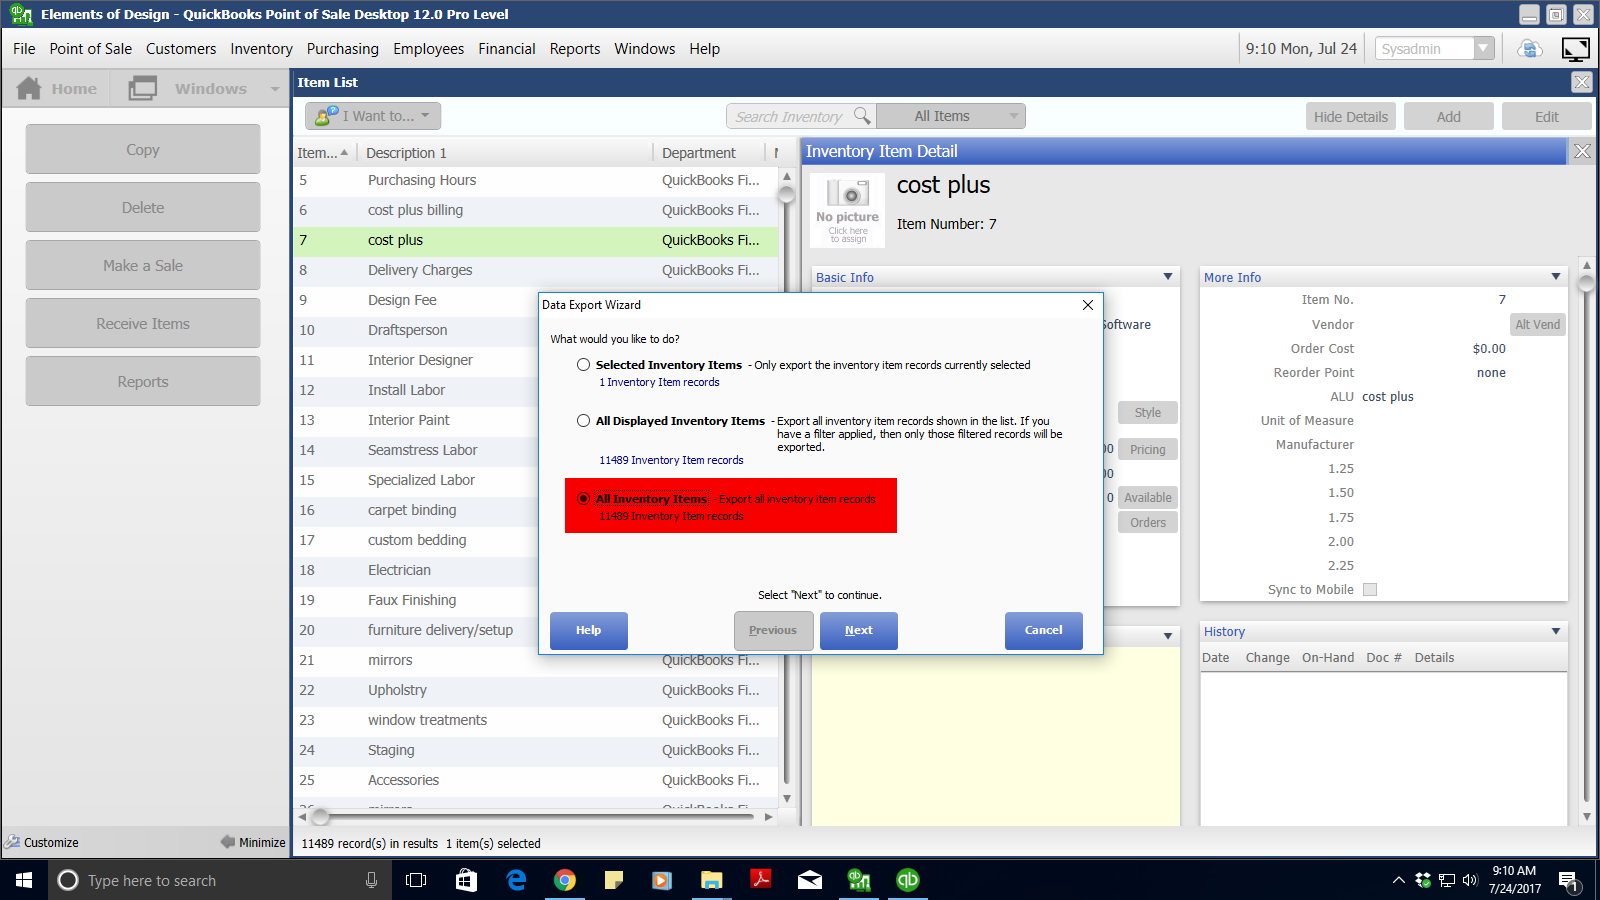 Elements of Design - QuickBooks Point of Sale Desktop 12.0 Pro Level
File Point of Sale Customers Inventory Purchasing Employees Financial Reports Windows Help
9:10 Mon, Jul 24 Sysadmin
Home Windows
Item List
I Want to...
Search Inventory All Items
Hide Details Add Edit
Copy
Delete
Make a Sale
Receive Items
Reports
Customize Minimize
Item... Description 1 Department
5 Purchasing Hours QuickBooks Fi...
6 cost plus billing QuickBooks Fi...
7 cost plus QuickBooks Fi...
8 Delivery Charges QuickBooks Fi...
9 Design Fee
10 Draftsperson
11 Interior Designer
12 Install Labor
13 Interior Paint
14 Seamstress Labor
15 Specialized Labor
16 carpet binding
17 custom bedding
18 Electrician
19 Faux Finishing
20 furniture delivery/setup
21 mirrors QuickBooks Fi...
22 Upholstry QuickBooks Fi...
23 window treatments QuickBooks Fi...
24 Staging QuickBooks Fi...
25 Accessories QuickBooks Fi...
11489 record(s) in results 1 item(s) selected
Inventory Item Detail
No picture
Click here
to assign
cost plus
Item Number: 7
Basic Info
Software
Style
00 Pricing
00
0 Available
Orders
More Info
Item No. 7
Vendor Alt Vend
Order Cost $0.00
Reorder Point none
ALU cost plus
Unit of Measure
Manufacturer
1.25
1.50
1.75
2.00
2.25
Sync to Mobile
History
Date Change On-Hand Doc # Details
Data Export Wizard
What would you like to do?
Selected Inventory Items - Only export the inventory item records currently selected
1 Inventory Item records
All Displayed Inventory Items - Export all inventory item records shown in the list. If you
have a filter applied, then only those filtered records will be
exported.
11489 Inventory Item records
All Inventory Items - Export all inventory item records
11489 Inventory Item records
Select "Next" to continue.
Help Previous Next Cancel
Type here to search
9:10 AM
7/24/2017
1